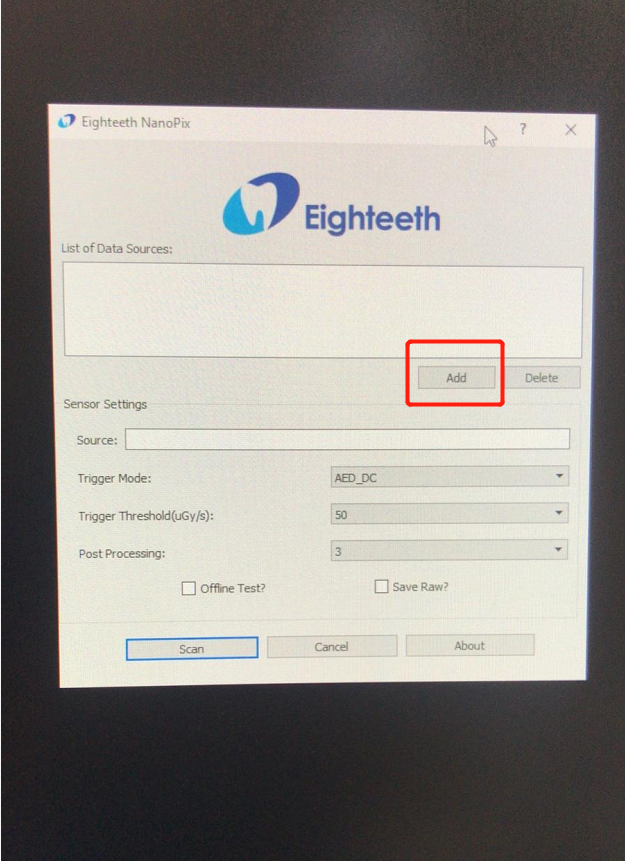 Eighteeth NanoPix ?
Eighteeth
List of Data Sources:
Add Delete
Sensor Settings
Source:
Trigger Mode: AED_DC
Trigger Threshold(uGy/s): 50
Post Processing: 3
Offline Test? Save Raw?
Scan Cancel About